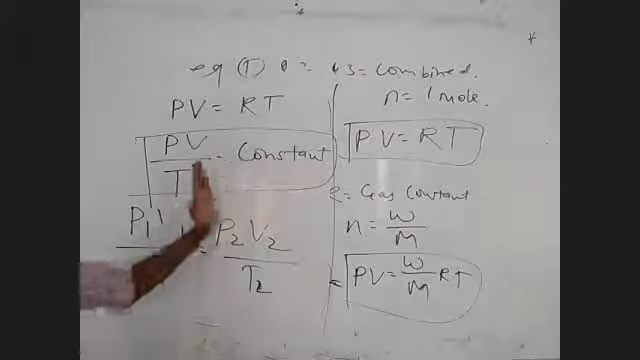 eq (1) + 3 = Combined.
PV = RT
PV
T
= Constant
P1
= P2 V2
T2
n = 1 mole.
PV = RT
R = Gas Constant
n = W
M
PV = W RT
M